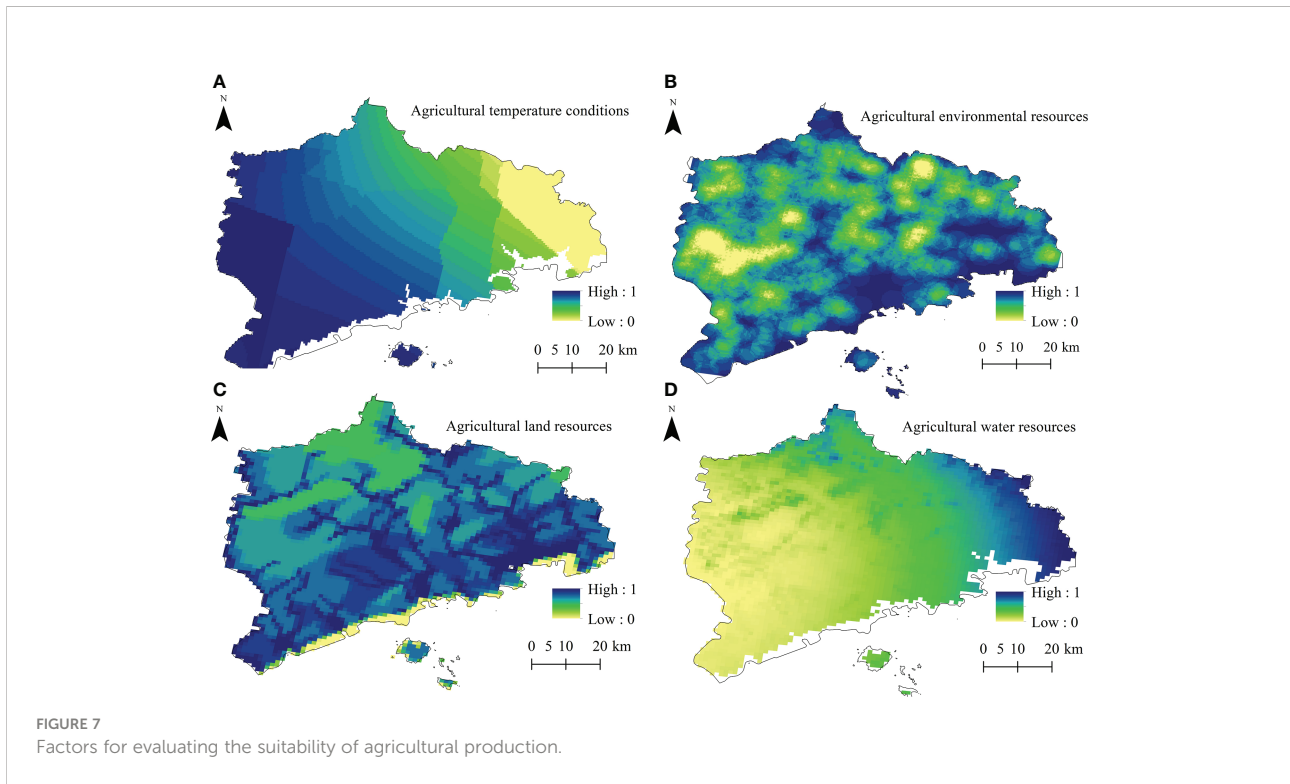 A
N
Agricultural temperature conditions
High : 1
Low : 0
0 5 10 20 km
B
N
Agricultural environmental resources
High : 1
Low : 0
0 5 10 20 km
C
N
Agricultural land resources
High : 1
Low : 0
0 5 10 20 km
D
N
Agricultural water resources
High : 1
Low : 0
0 5 10 20 km
FIGURE 7
Factors for evaluating the suitability of agricultural production.